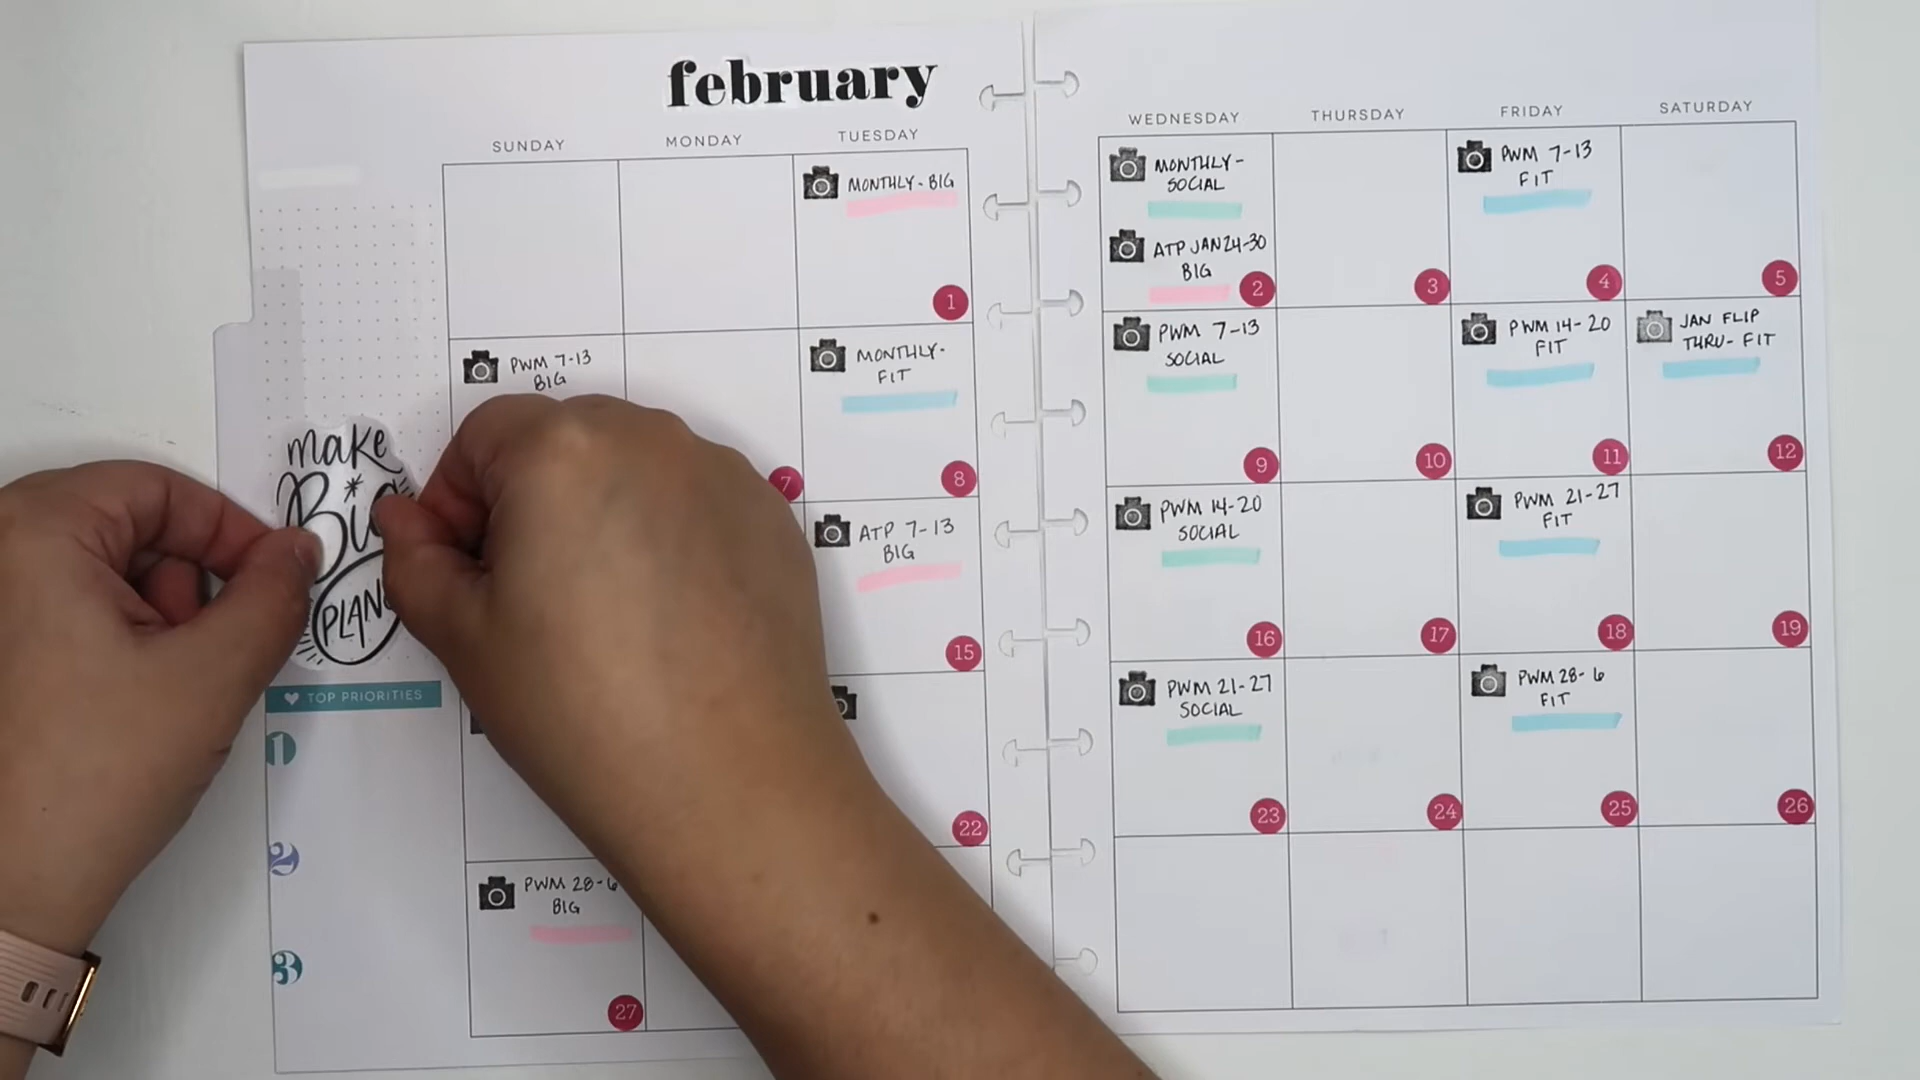 february
SUNDAY MONDAY TUESDAY WEDNESDAY THURSDAY FRIDAY SATURDAY
MONTHLY - BIG
1
MONTHLY -
SOCIAL
ATP JAN 24-30
BIG
2
3
PWM 7-13
FIT
4
5
PWM 7-13
BIG
7
MONTHLY -
FIT
8
PWM 7-13
SOCIAL
9
10
PWM 14-20
FIT
11
JAN FLIP
THRU - FIT
12
ATP 7-13
BIG
15
PWM 14-20
SOCIAL
16
17
PWM 21-27
FIT
18
19
22
PWM 21-27
SOCIAL
23
24
PWM 28-6
FIT
25
26
PWM 28-6
BIG
27
make
PLAN
TOP PRIORITIES
1
2
3